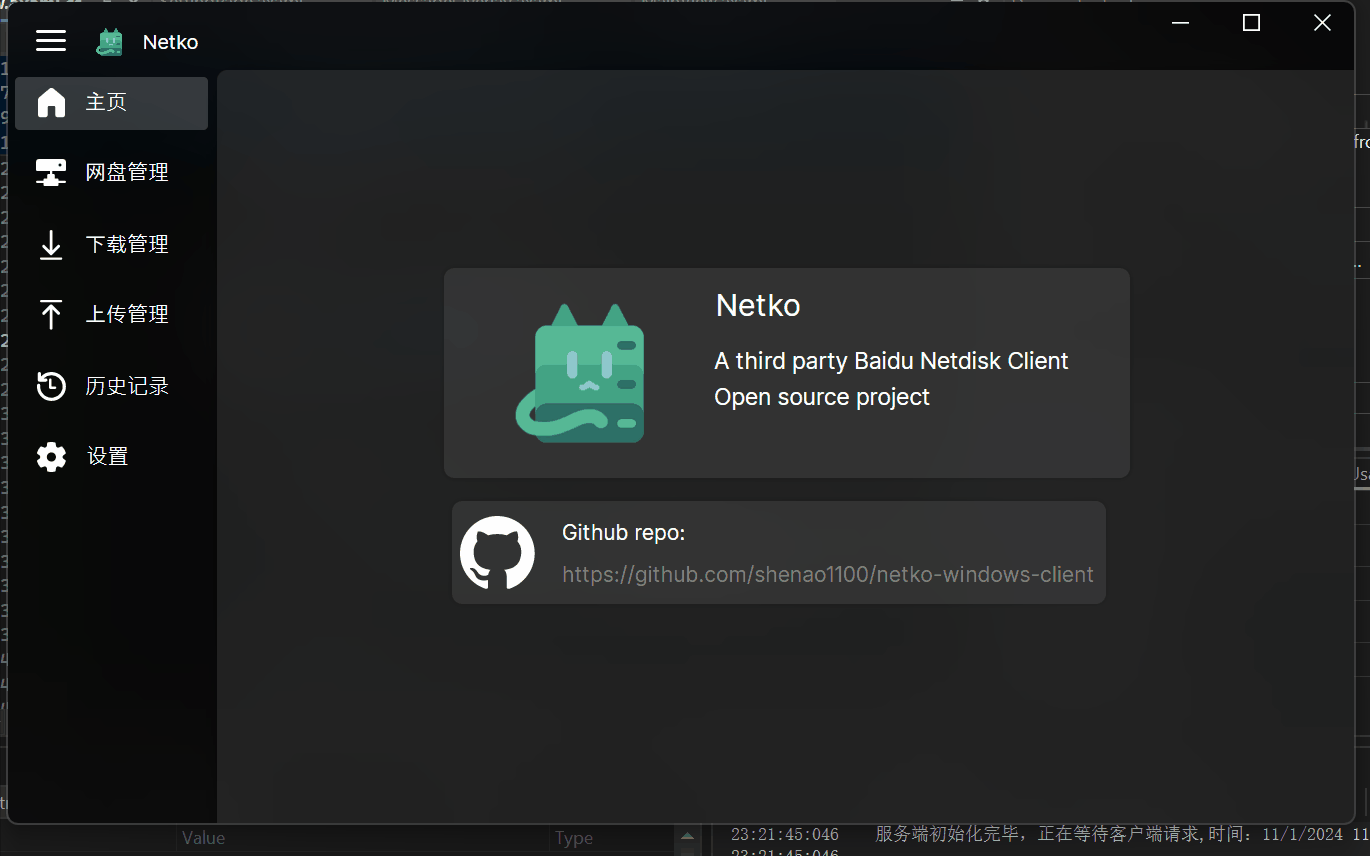 Netko
主页
网盘管理
下载管理
上传管理
历史记录
设置
Netko
A third party Baidu Netdisk Client
Open source project
Github repo:
https://github.com/shenao1100/netko-windows-client
Value
Type
23:21:45:046 服务端初始化完毕，正在等待客户端请求,时间：11/1/2024 11
23:21:45:046